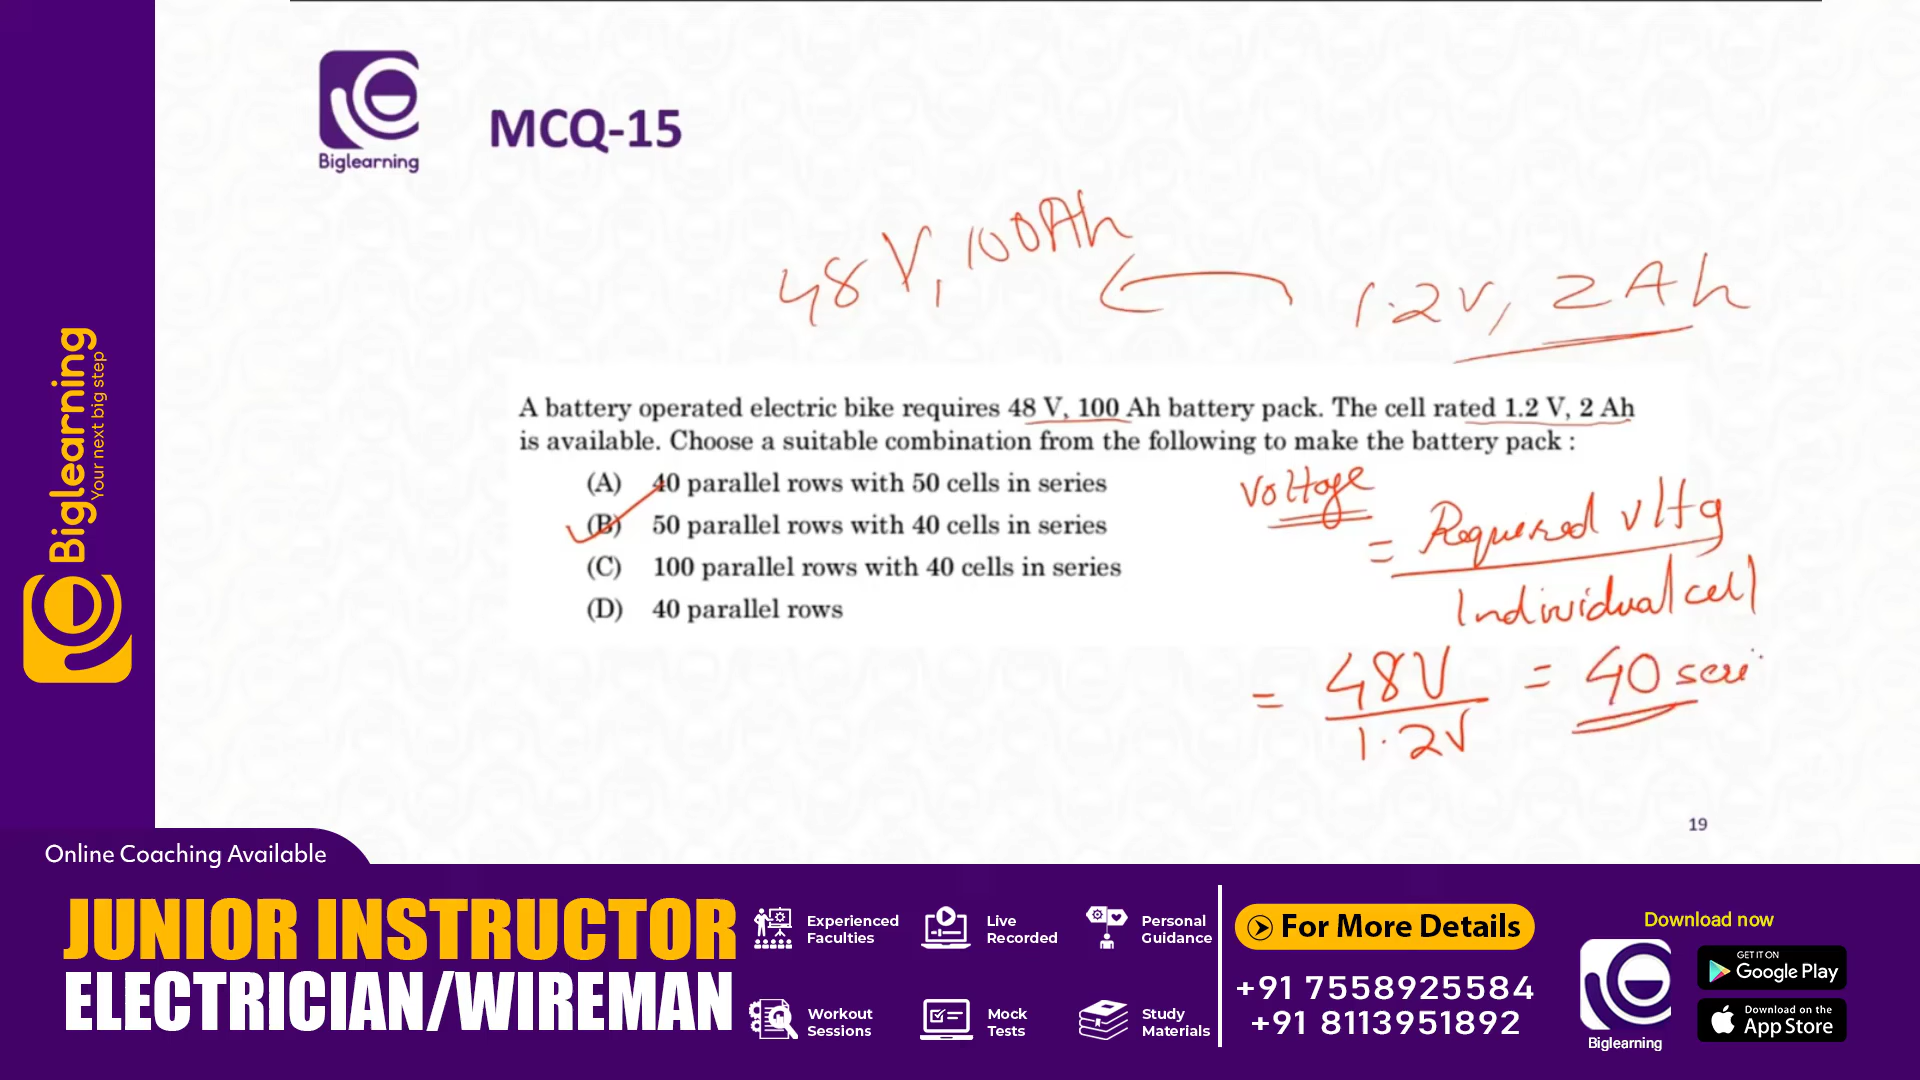 Biglearning
MCQ-15
48 V, 100Ah
1.2V, 2Ah
A battery operated electric bike requires 48 V, 100 Ah battery pack. The cell rated 1.2 V, 2 Ah
is available. Choose a suitable combination from the following to make the battery pack :
(A) 40 parallel rows with 50 cells in series
(B) 50 parallel rows with 40 cells in series
(C) 100 parallel rows with 40 cells in series
(D) 40 parallel rows
Voltage
= Required vltg
Individual cell
= 48V = 40 seri
1.2V
19
Biglearning
Your next big step
Online Coaching Available
JUNIOR INSTRUCTOR
ELECTRICIAN/WIREMAN
Experienced
Faculties
Live
Recorded
Personal
Guidance
Workout
Sessions
Mock
Tests
Study
Materials
For More Details
+91 7558925584
+91 8113951892
Download now
Biglearning
GET IT ON
Google Play
Download on the
App Store